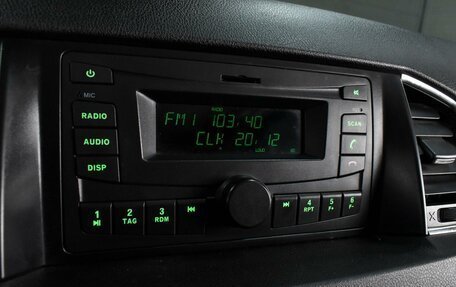 MIC
RADIO
FM1 103.40
RADIO
SCAN
AUDIO
CLK 20.12
DISP
LOUD
1
2 TAG
3 RDM
4 RPT
5 F+
6 F-